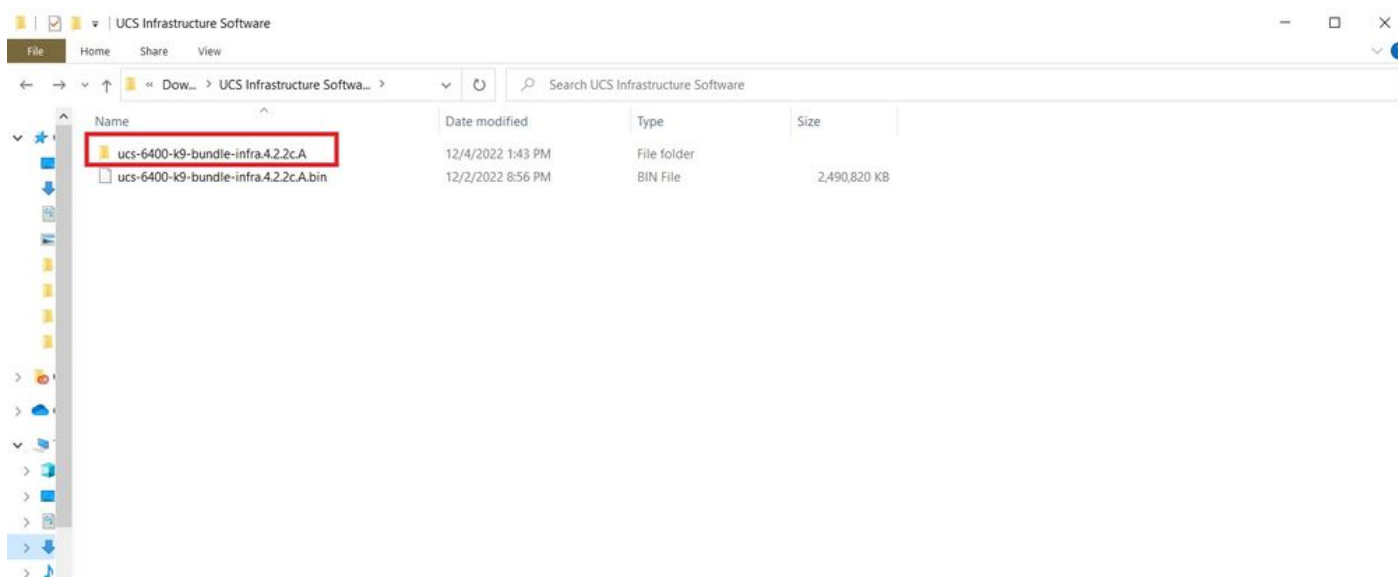 UCS Infrastructure Software
File Home Share View
« Dow... > UCS Infrastructure Softwa... > Search UCS Infrastructure Software
Name Date modified Type Size
ucs-6400-k9-bundle-infra.4.2.2c.A 12/4/2022 1:43 PM File folder
ucs-6400-k9-bundle-infra.4.2.2c.A.bin 12/2/2022 8:56 PM BIN File 2,490,820 KB